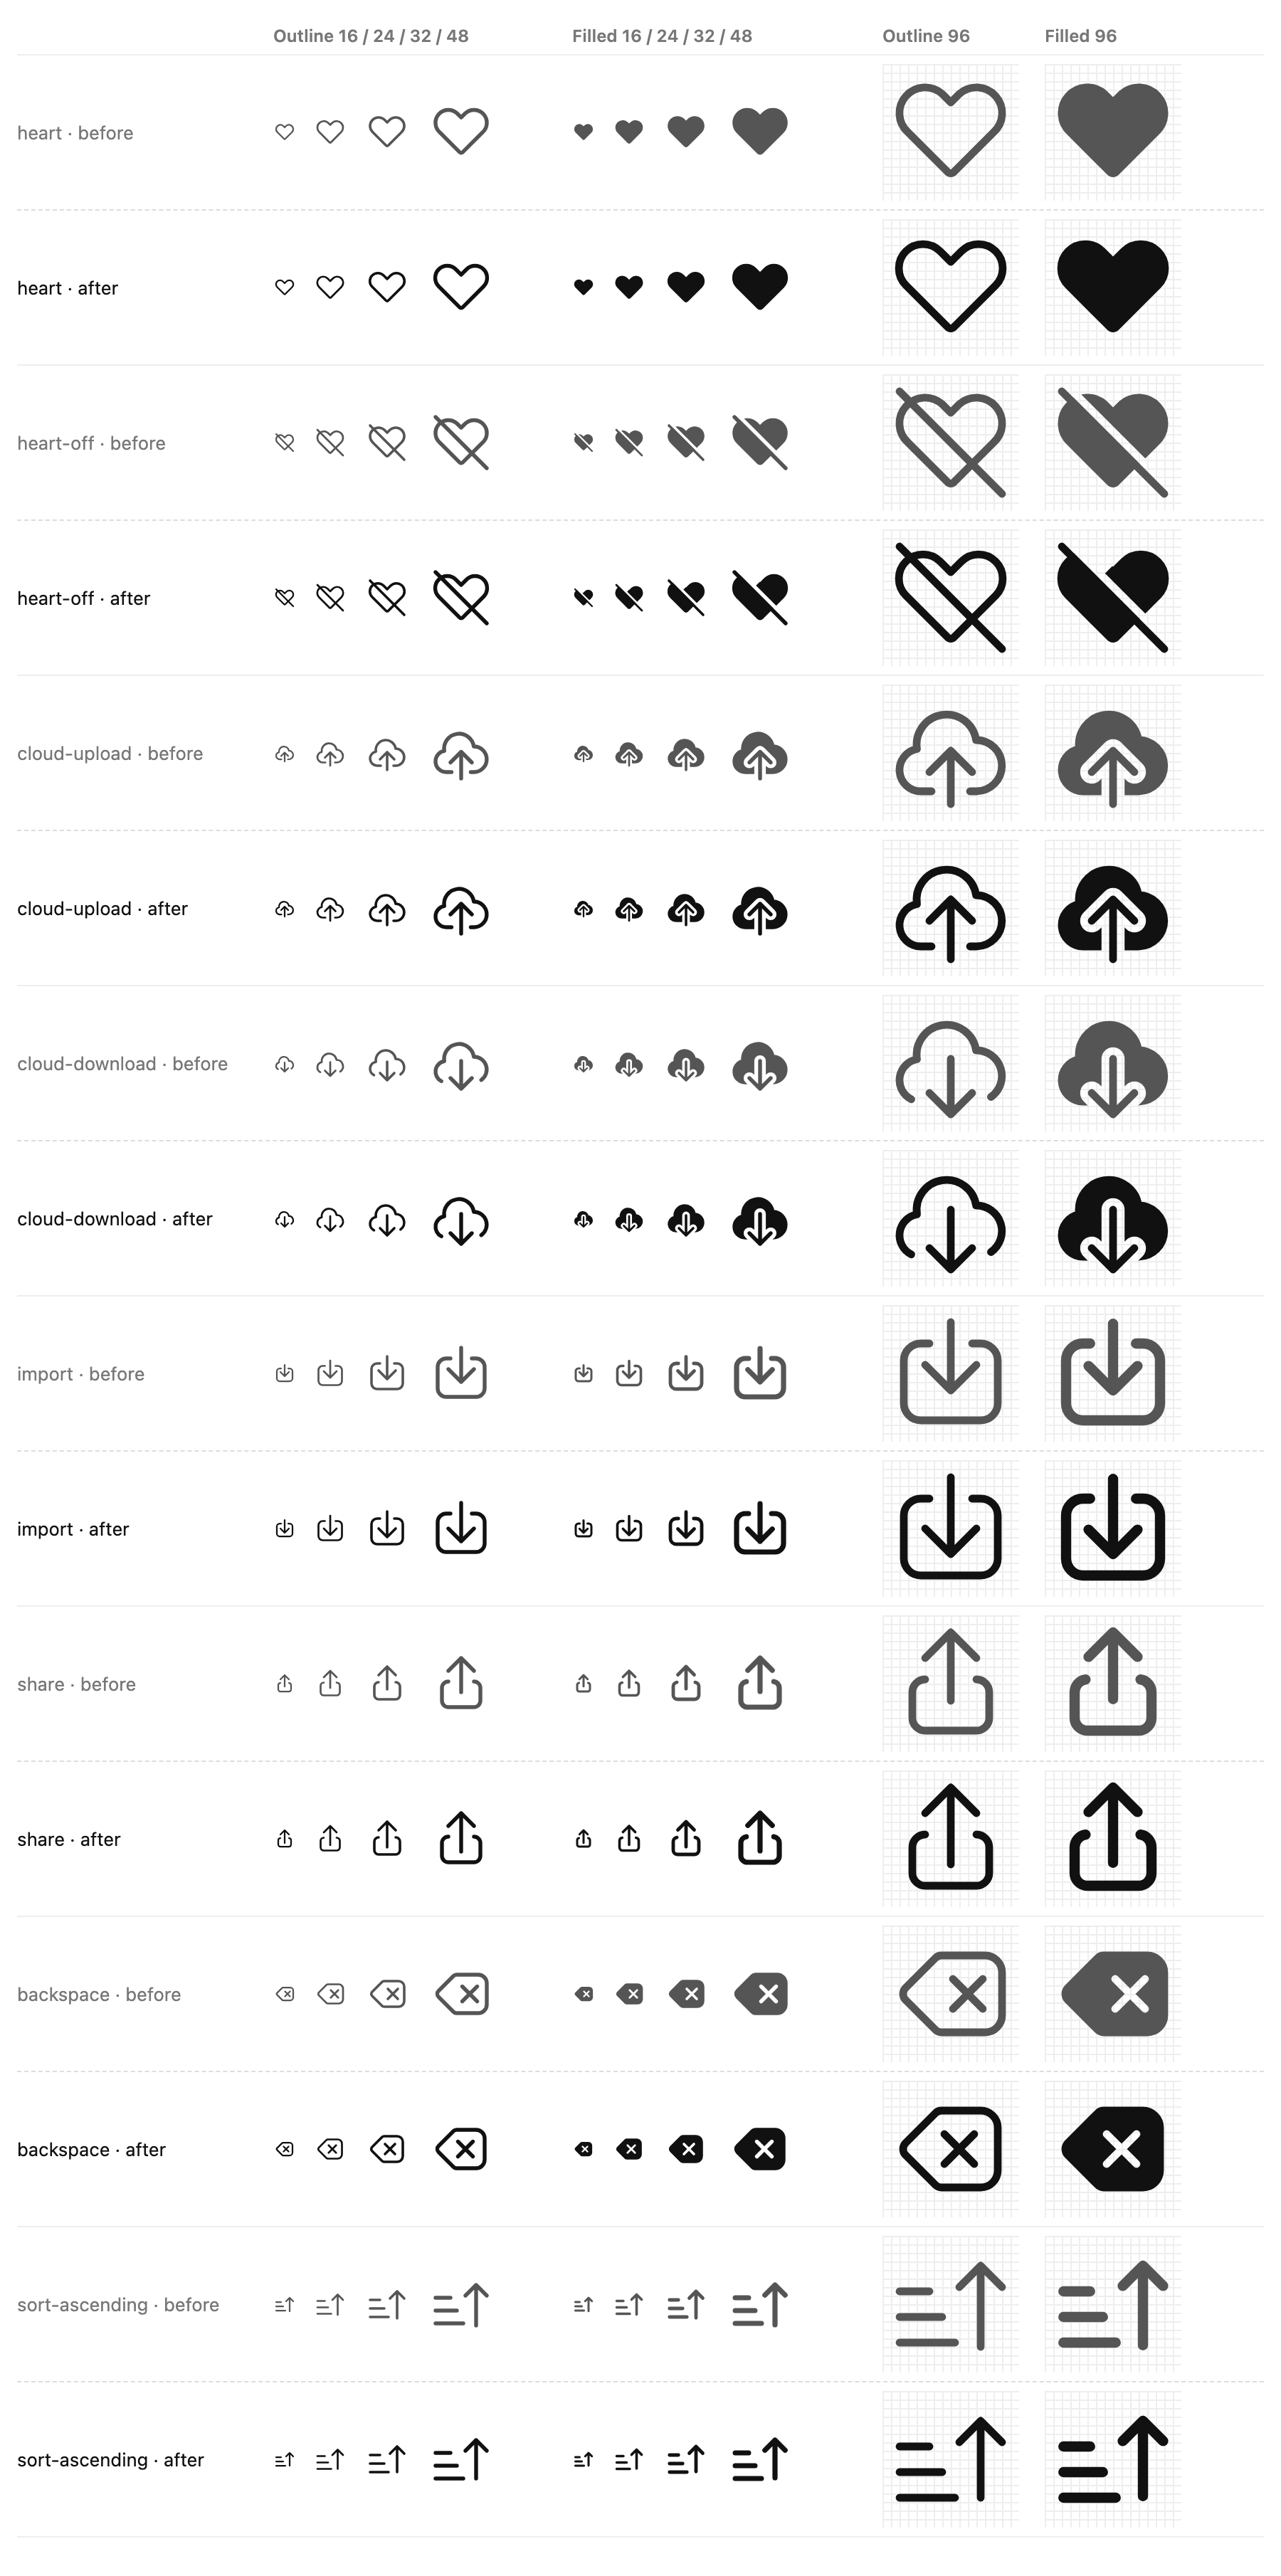 Outline 16 / 24 / 32 / 48 Filled 16 / 24 / 32 / 48 Outline 96 Filled 96
heart · before
heart · after
heart-off · before
heart-off · after
cloud-upload · before
cloud-upload · after
cloud-download · before
cloud-download · after
import · before
import · after
share · before
share · after
backspace · before
backspace · after
sort-ascending · before
sort-ascending · after